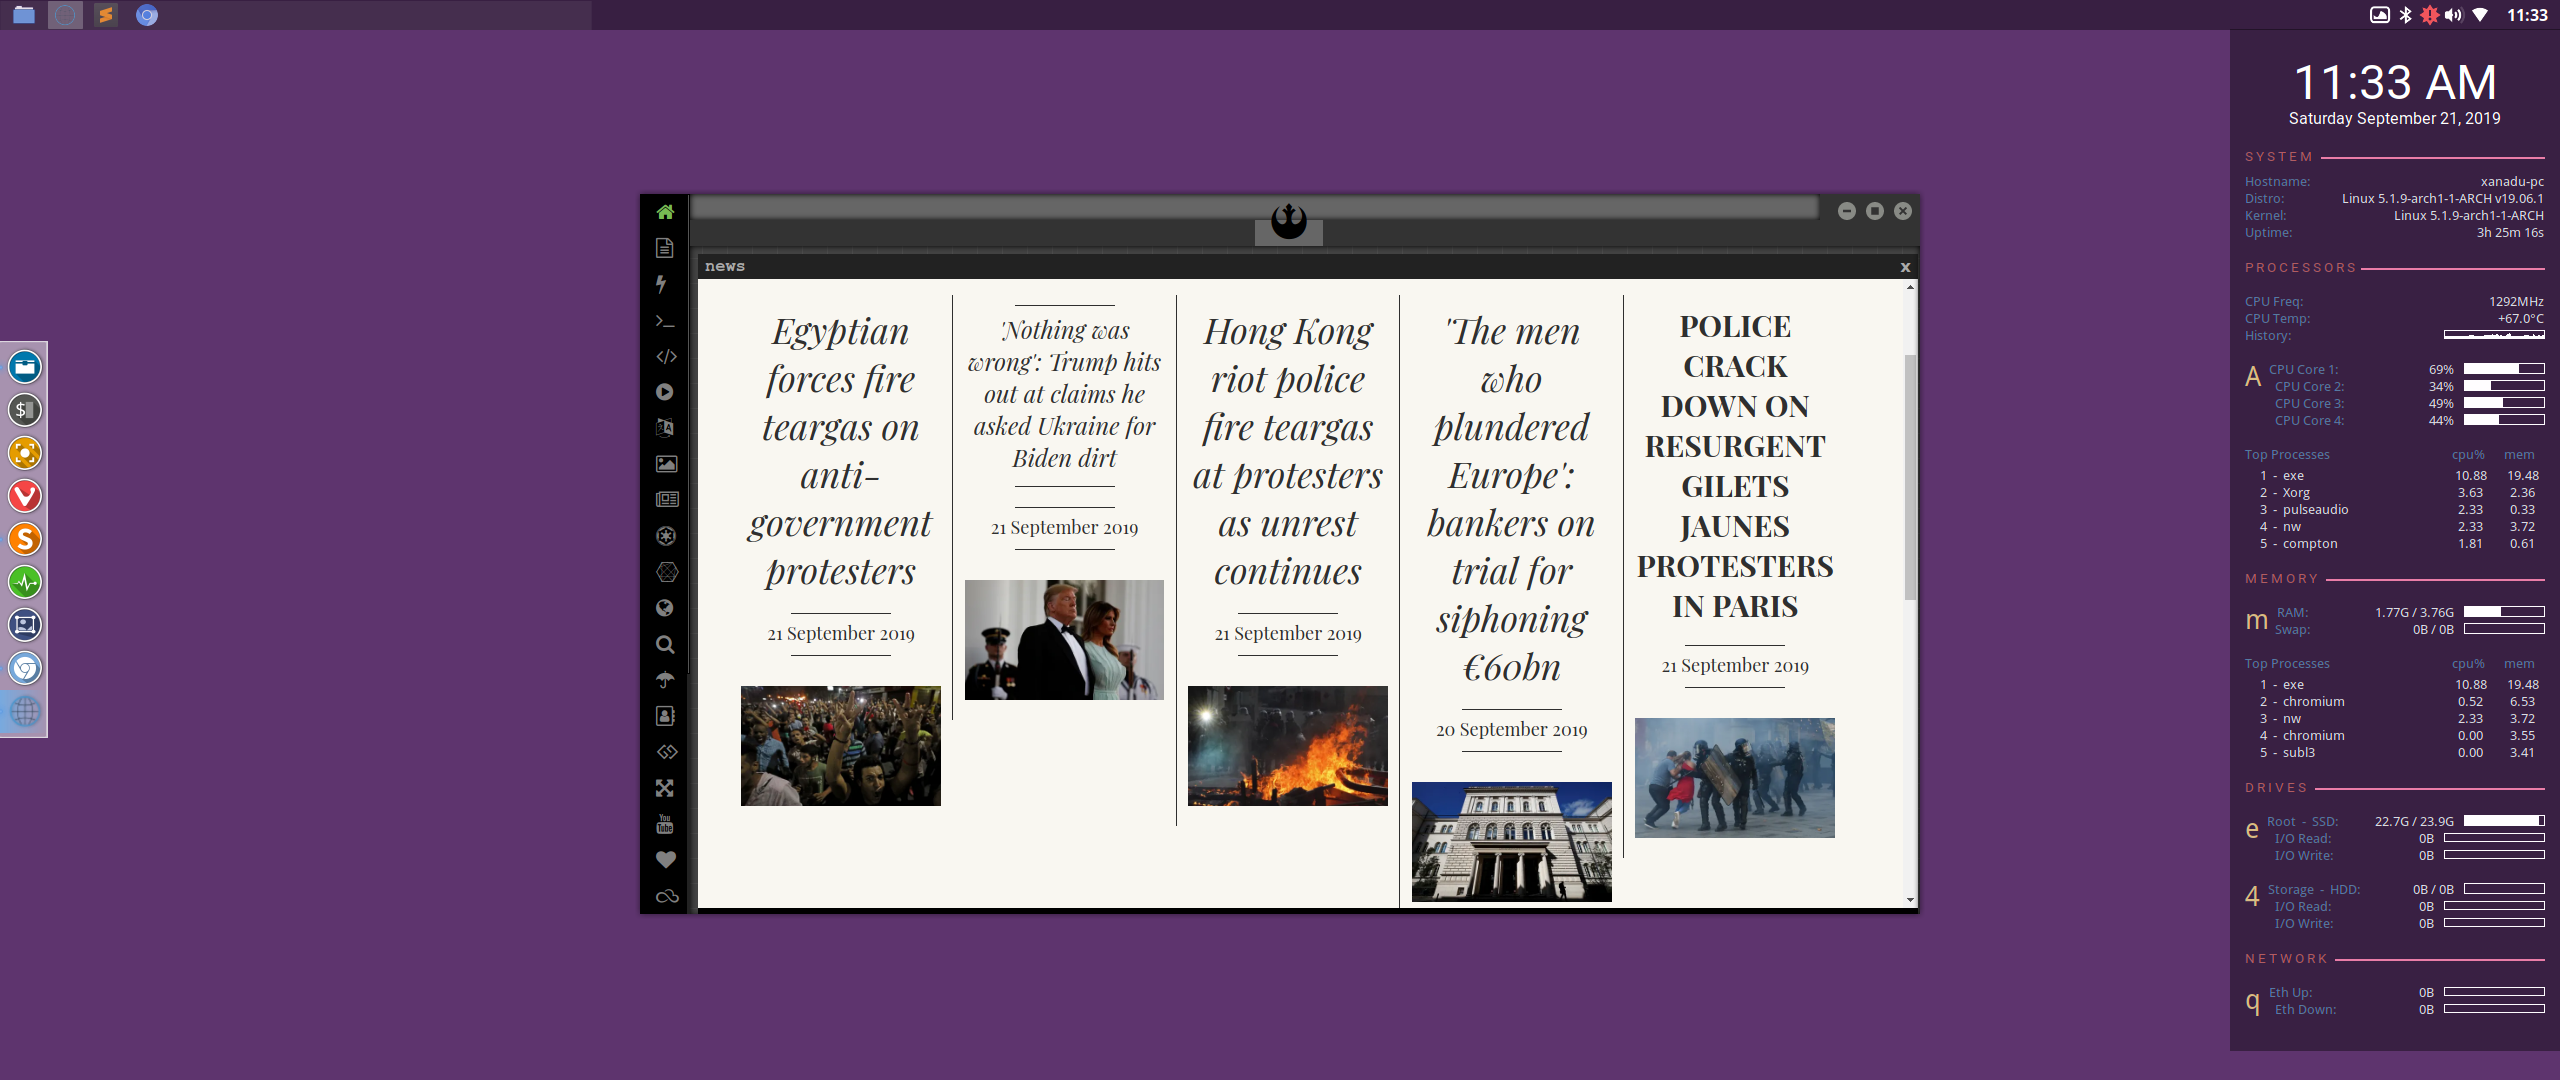 11:33
news
x
Egyptian
forces fire
teargas on
anti-
government
protesters
21 September 2019
'Nothing was
wrong': Trump hits
out at claims he
asked Ukraine for
Biden dirt
21 September 2019
Hong Kong
riot police
fire teargas
at protesters
as unrest
continues
21 September 2019
'The men
who
plundered
Europe':
bankers on
trial for
siphoning
€60bn
20 September 2019
POLICE
CRACK
DOWN ON
RESURGENT
GILETS
JAUNES
PROTESTERS
IN PARIS
21 September 2019
You
Tube
11:33 AM
Saturday September 21, 2019
SYSTEM
Hostname: xanadu-pc
Distro: Linux 5.1.9-arch1-1-ARCH v19.06.1
Kernel: Linux 5.1.9-arch1-1-ARCH
Uptime: 3h 25m 16s
PROCESSORS
CPU Freq: 1292MHz
CPU Temp: +67.0°C
History:
A CPU Core 1: 69%
CPU Core 2: 34%
CPU Core 3: 49%
CPU Core 4: 44%
Top Processes cpu% mem
1 - exe 10.88 19.48
2 - Xorg 3.63 2.36
3 - pulseaudio 2.33 0.33
4 - nw 2.33 3.72
5 - compton 1.81 0.61
MEMORY
m RAM: 1.77G / 3.76G
Swap: 0B / 0B
Top Processes cpu% mem
1 - exe 10.88 19.48
2 - chromium 0.52 6.53
3 - nw 2.33 3.72
4 - chromium 0.00 3.55
5 - subl3 0.00 3.41
DRIVES
e Root - SSD: 22.7G / 23.9G
I/O Read: 0B
I/O Write: 0B
4 Storage - HDD: 0B / 0B
I/O Read: 0B
I/O Write: 0B
NETWORK
q Eth Up: 0B
Eth Down: 0B